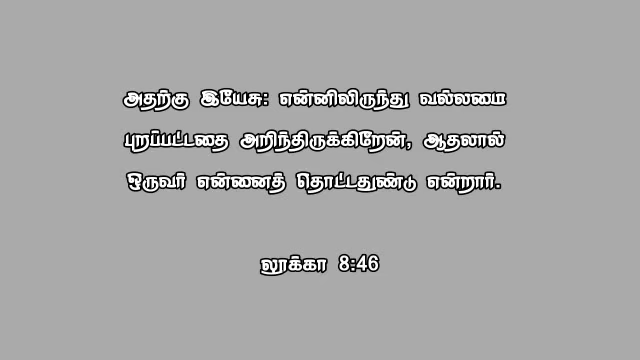 அதற்கு இயேசு: என்னிலிருந்து வல்லமை
புறப்பட்டதை அறிந்திருக்கிறேன், ஆதலால்
ஒருவர் என்னைத் தொட்டதுண்டு என்றார்.
லூக்கா 8:46